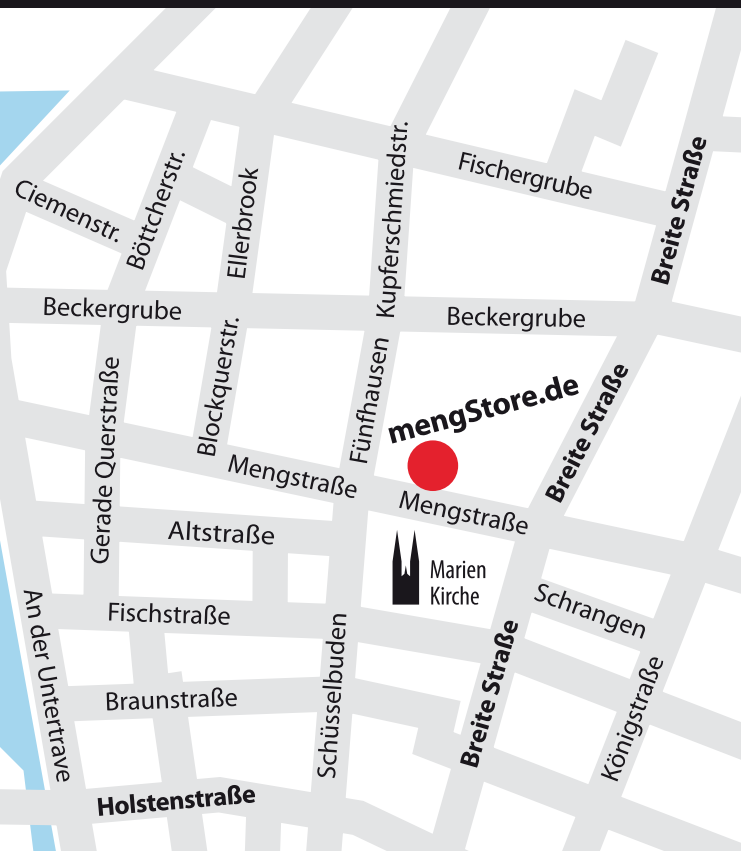 Fischergrube
Breite Straße
Kupferschmiedstr.
Böttcherstr.
Ellerbrook
Ciemenstr.
Beckergrube
Beckergrube
Blockquerstr.
Fünfhausen
Gerade Querstraße
mengStore.de
Breite Straße
Mengstraße
Mengstraße
Altstraße
Marien
Kirche
Schrangen
An der Untertrave
Fischstraße
Schüsselbuden
Breite Straße
Königstraße
Braunstraße
Holstenstraße